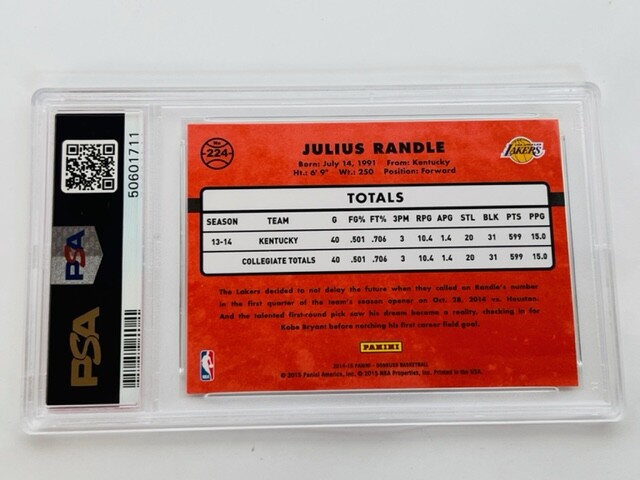 50601711
PSA
PSA
No
224
JULIUS RANDLE
Born: July 14, 1991 From: Kentucky
Ht.: 6' 9" Wt.: 250 Position: Forward
LAKERS
TOTALS
SEASON TEAM G FG% FT% 3PM RPG APG STL BLK PTS PPG
13-14 KENTUCKY 40 .501 .706 3 10.4 1.4 20 31 599 15.0
COLLEGIATE TOTALS 40 .501 .706 3 10.4 1.4 20 31 599 15.0
The Lakers decided to not delay the future when they called on Randle's number
in the first quarter of the team's season opener on Oct. 28, 2014 vs. Houston.
And the talented first-round pick saw his dream become a reality, checking in for
Kobe Bryant before notching his first career field goal.
PANINI
2014-15 PANINI - DONRUSS BASKETBALL
© 2015 Panini America, Inc. © 2015 NBA Properties, Inc. Printed in the USA.